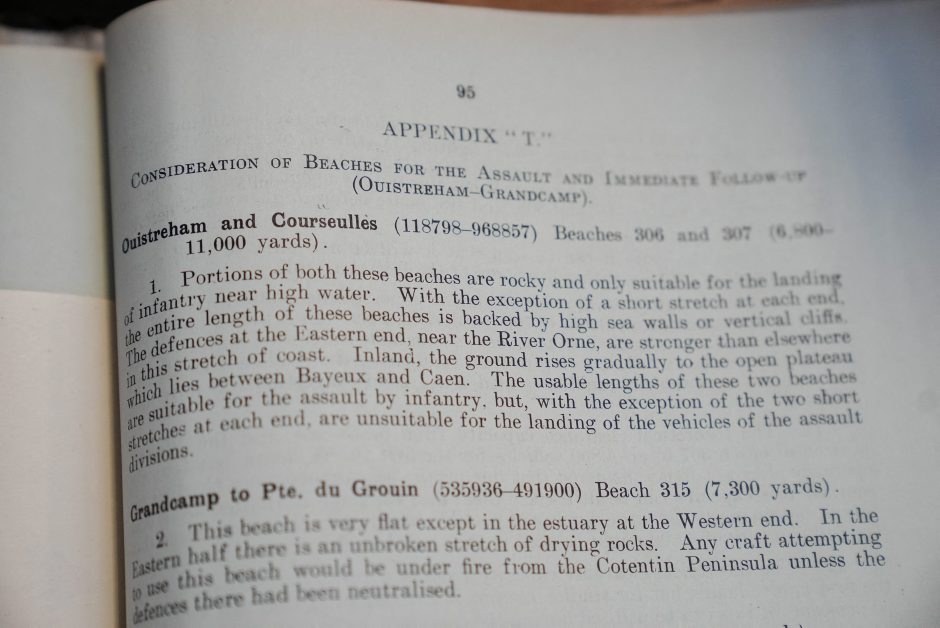 95
APPENDIX "T."
CONSIDERATION OF BEACHES FOR THE ASSAULT AND IMMEDIATE FOLLOW-UP
(OUISTREHAM–GRANDCAMP).
Ouistreham and Courseulles (118798–968857) Beaches 306 and 307 (6,800–
11,000 yards).
1. Portions of both these beaches are rocky and only suitable for the landing
of infantry near high water. With the exception of a short stretch at each end,
the entire length of these beaches is backed by high sea walls or vertical cliffs.
The defences at the Eastern end, near the River Orne, are stronger than elsewhere
in this stretch of coast. Inland, the ground rises gradually to the open plateau
which lies between Bayeux and Caen. The usable lengths of these two beaches
are suitable for the assault by infantry, but, with the exception of the two short
stretches at each end, are unsuitable for the landing of the vehicles of the assault
divisions.
Grandcamp to Pte. du Grouin (535936–491900) Beach 315 (7,300 yards).
2. This beach is very flat except in the estuary at the Western end. In the
Eastern half there is an unbroken stretch of drying rocks. Any craft attempting
to use this beach would be under fire from the Cotentin Peninsula unless the
defences there had been neutralised.